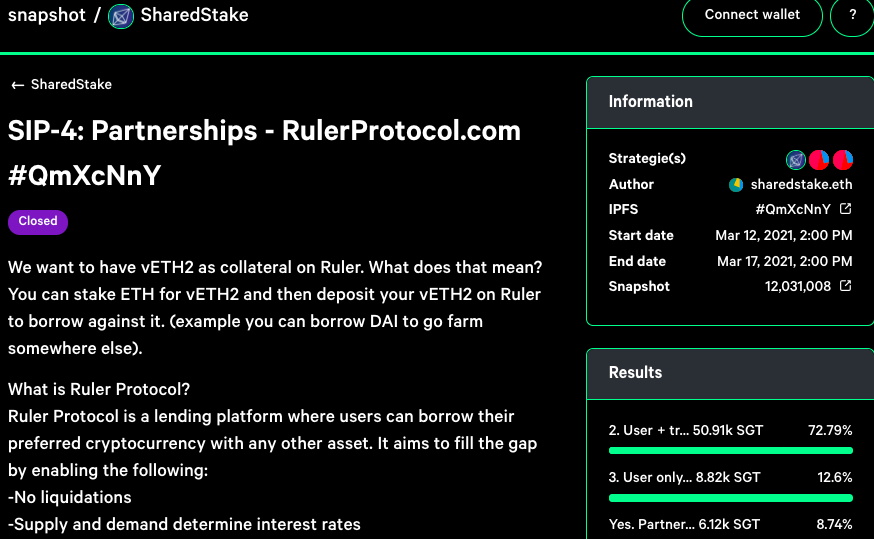 snapshot / SharedStake
Connect wallet
?
← SharedStake
SIP-4: Partnerships - RulerProtocol.com
#QmXcNnY
Closed
We want to have vETH2 as collateral on Ruler. What does that mean?
You can stake ETH for vETH2 and then deposit your vETH2 on Ruler
to borrow against it. (example you can borrow DAI to go farm
somewhere else).
What is Ruler Protocol?
Ruler Protocol is a lending platform where users can borrow their
preferred cryptocurrency with any other asset. It aims to fill the gap
by enabling the following:
-No liquidations
-Supply and demand determine interest rates
Information
Strategie(s)
Author sharedstake.eth
IPFS #QmXcNnY
Start date Mar 12, 2021, 2:00 PM
End date Mar 17, 2021, 2:00 PM
Snapshot 12,031,008
Results
2. User + tr... 50.91k SGT 72.79%
3. User only... 8.82k SGT 12.6%
Yes. Partner... 6.12k SGT 8.74%